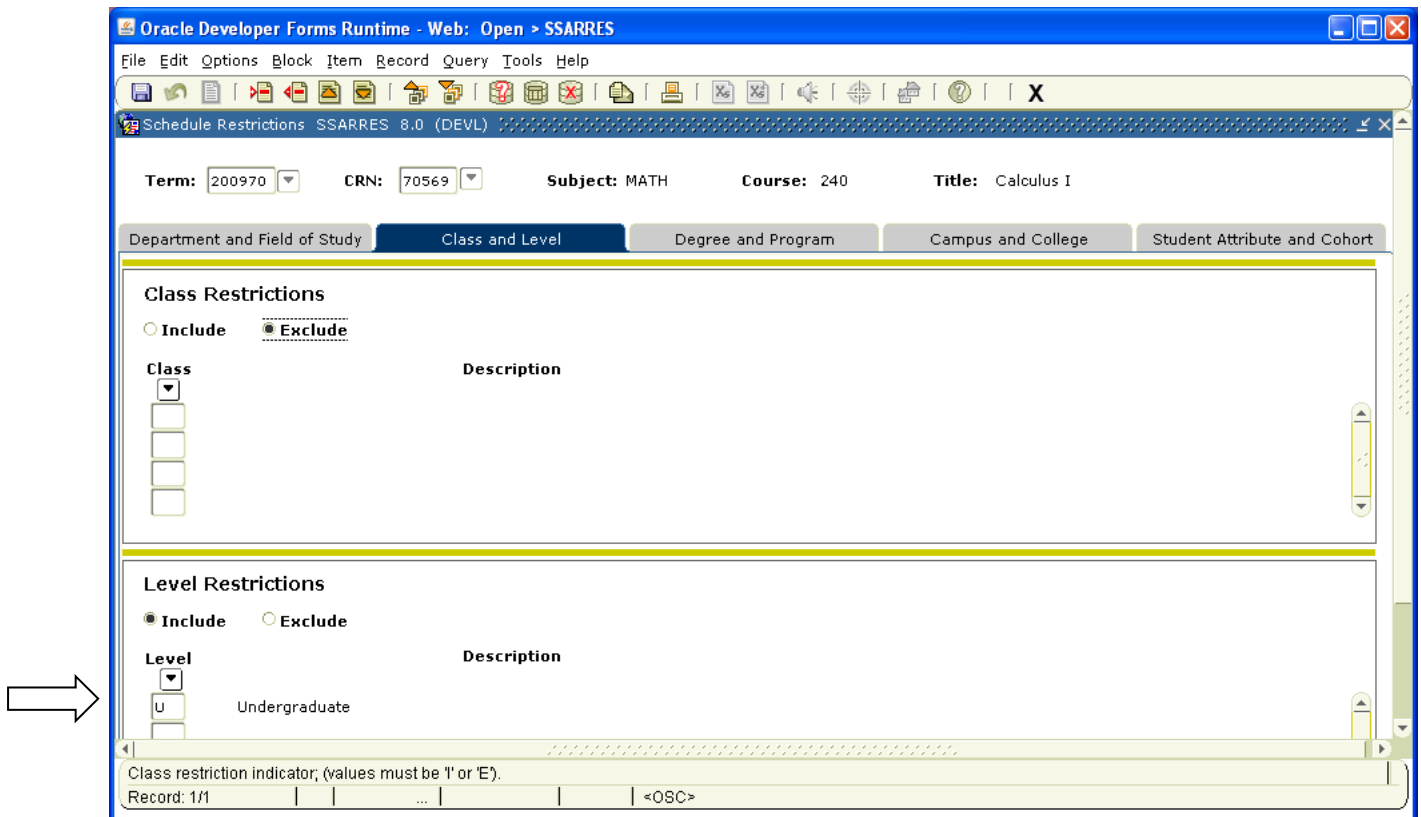 Oracle Developer Forms Runtime - Web: Open > SSARRES
File Edit Options Block Item Record Query Tools Help
X
Schedule Restrictions SSARRES 8.0 (DEVL)
Term: 200970 CRN: 70569 Subject: MATH Course: 240 Title: Calculus I
Department and Field of Study Class and Level Degree and Program Campus and College Student Attribute and Cohort
Class Restrictions
Include Exclude
Class Description
Level Restrictions
Include Exclude
Level Description
U Undergraduate
Class restriction indicator; (values must be 'I' or 'E').
Record: 1/1 ... <OSC>